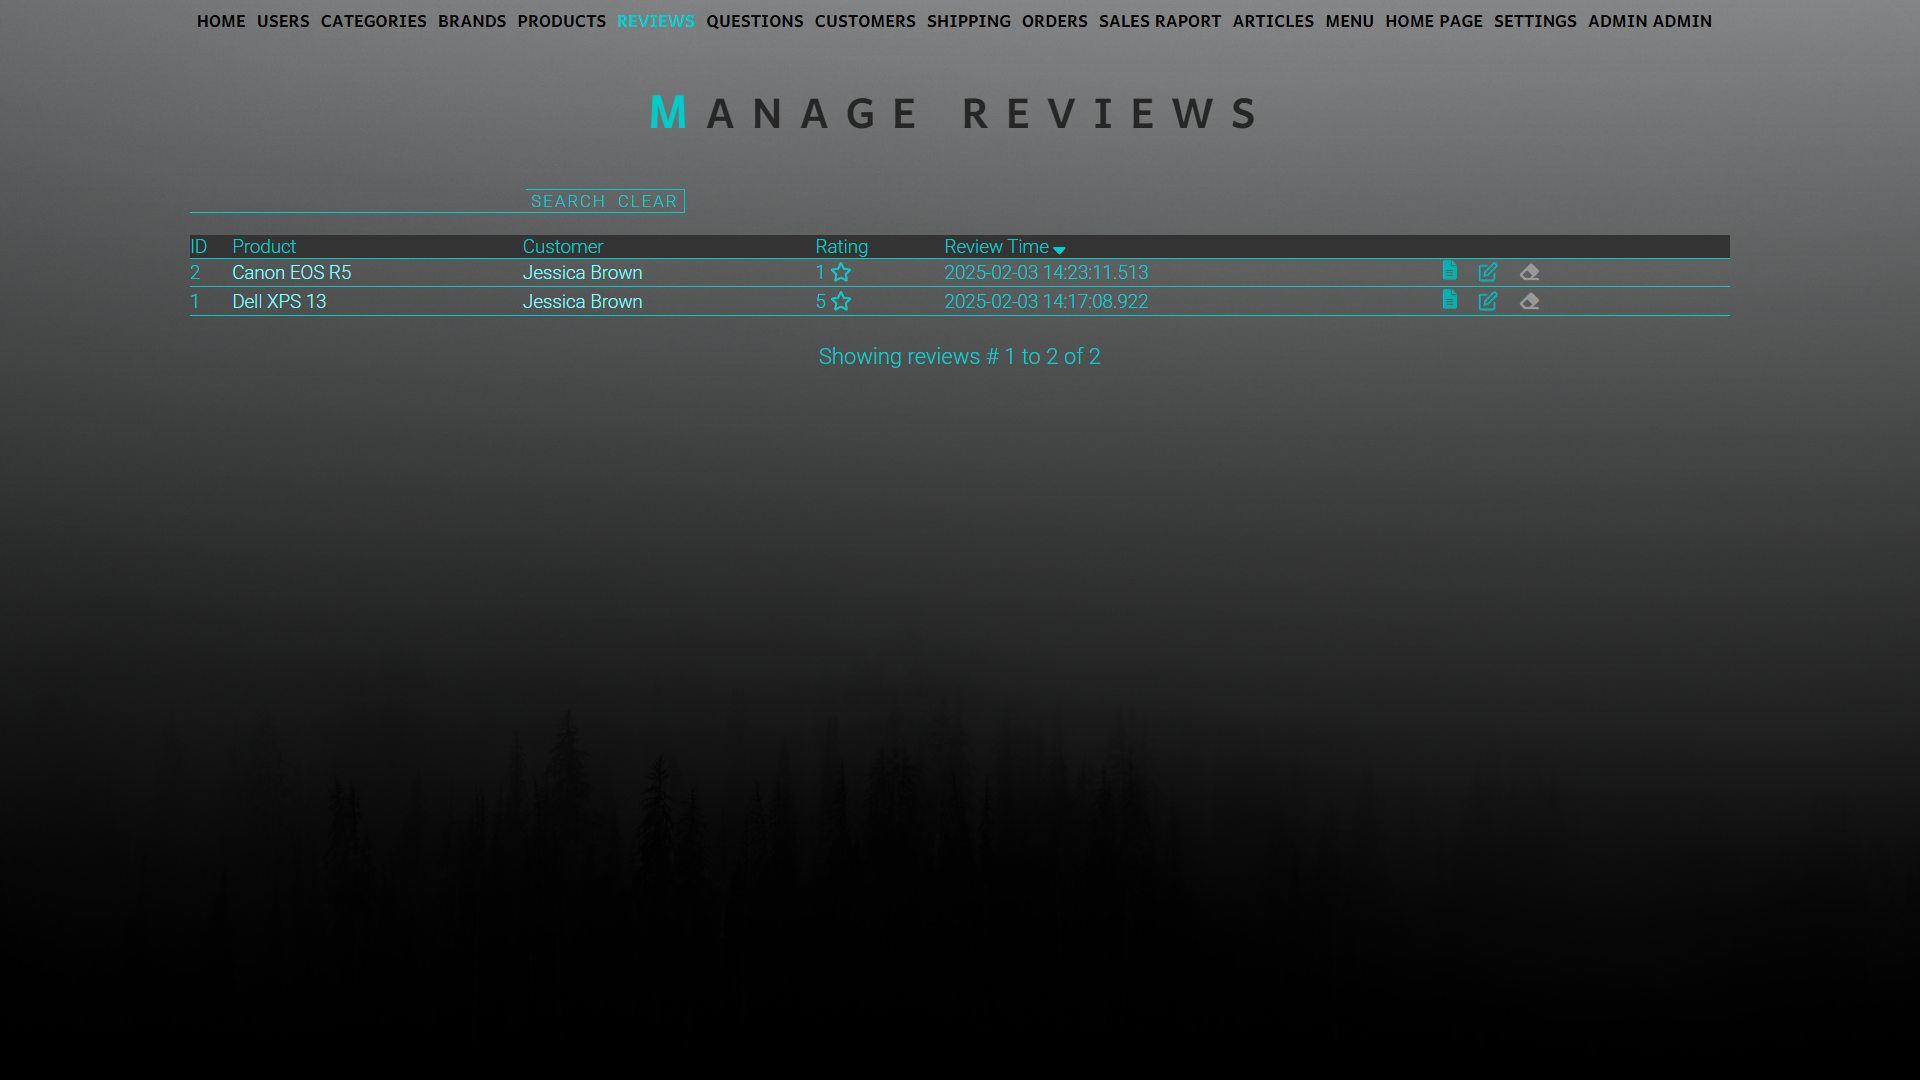 HOME USERS CATEGORIES BRANDS PRODUCTS REVIEWS QUESTIONS CUSTOMERS SHIPPING ORDERS SALES RAPORT ARTICLES MENU HOME PAGE SETTINGS ADMIN ADMIN
MANAGE REVIEWS
SEARCH CLEAR
ID Product Customer Rating Review Time
2 Canon EOS R5 Jessica Brown 1 2025-02-03 14:23:11.513
1 Dell XPS 13 Jessica Brown 5 2025-02-03 14:17:08.922
Showing reviews # 1 to 2 of 2